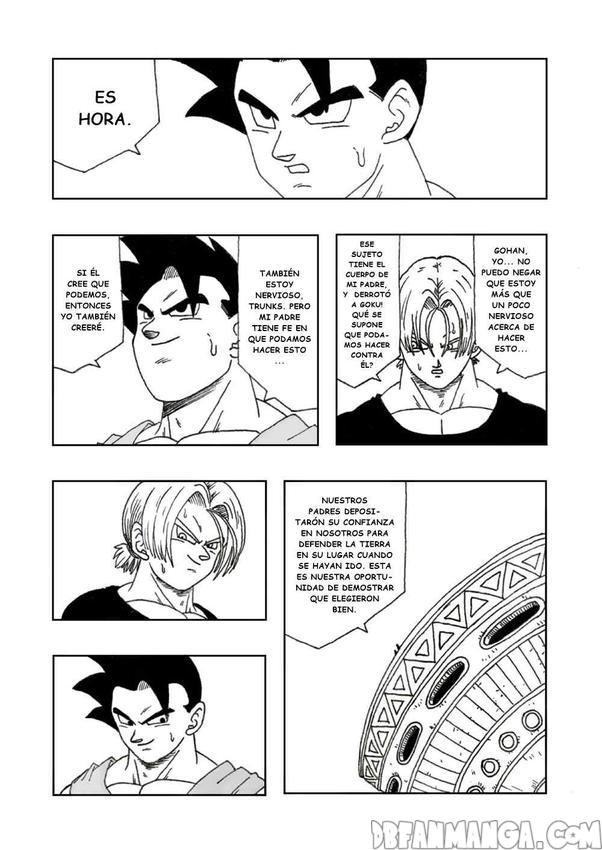 ES
HORA.
GOHAN,
YO... NO
PUEDO NEGAR
QUE ESTOY
MÁS QUE
UN POCO
NERVIOSO
ACERCA DE
HACER
ESTO...
ESE
SUJETO
TIENE EL
CUERPO DE
MI PADRE,
Y DERROTÓ
A GOKU!
QUÉ SE
SUPONE
QUE PODA-
MOS HACER
CONTRA
ÉL?
TAMBIÉN
ESTOY
NERVIOSO,
TRUNKS. PERO
MI PADRE
TIENE FE EN
QUE PODAMOS
HACER ESTO
...
SI ÉL
CREE QUE
PODEMOS,
ENTONCES
YO TAMBIÉN
CREERÉ.
NUESTROS
PADRES DEPOSI-
TARÓN SU CONFIANZA
EN NOSOTROS PARA
DEFENDER LA TIERRA
EN SU LUGAR CUANDO
SE HAYAN IDO. ESTA
ES NUESTRA OPORTU-
NIDAD DE DEMOSTRAR
QUE ELEGIERON
BIEN.
DBFANMANGA.COM